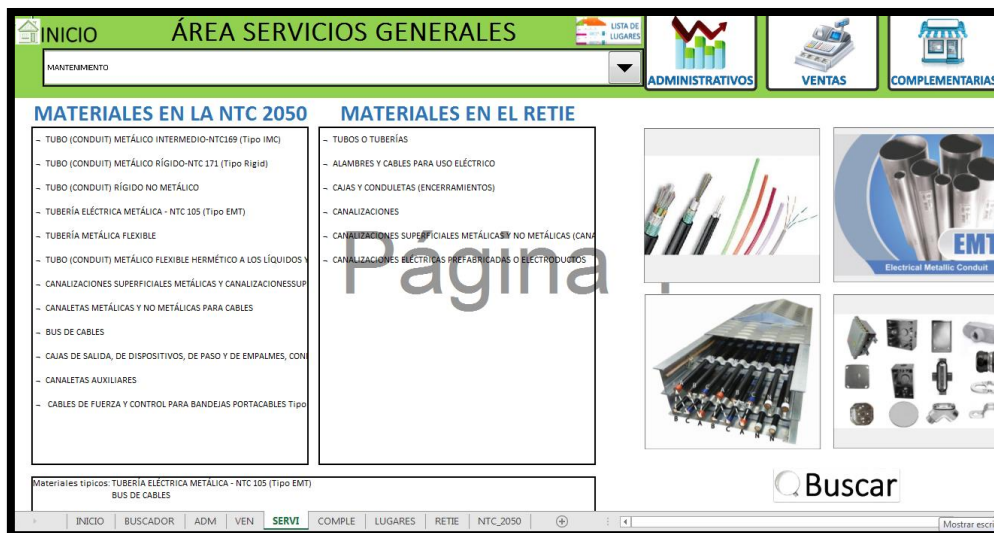 INICIO
ÁREA SERVICIOS GENERALES
LISTA DE
LUGARES
MANTENIMIENTO
ADMINISTRATIVOS
VENTAS
COMPLEMENTARIAS
MATERIALES EN LA NTC 2050
MATERIALES EN EL RETIE
– TUBO (CONDUIT) METÁLICO INTERMEDIO-NTC169 (Tipo IMC)
– TUBO (CONDUIT) METÁLICO RÍGIDO-NTC 171 (Tipo Rigid)
– TUBO (CONDUIT) RÍGIDO NO METÁLICO
– TUBERÍA ELÉCTRICA METÁLICA - NTC 105 (Tipo EMT)
– TUBERÍA METÁLICA FLEXIBLE
– TUBO (CONDUIT) METÁLICO FLEXIBLE HERMÉTICO A LOS LÍQUIDOS Y
– CANALIZACIONES SUPERFICIALES METÁLICAS Y CANALIZACIONESSUP
– CANALETAS METÁLICAS Y NO METÁLICAS PARA CABLES
– BUS DE CABLES
– CAJAS DE SALIDA, DE DISPOSITIVOS, DE PASO Y DE EMPALMES, CON
– CANALETAS AUXILIARES
– CABLES DE FUERZA Y CONTROL PARA BANDEJAS PORTACABLES Tipo
– TUBOS O TUBERÍAS
– ALAMBRES Y CABLES PARA USO ELÉCTRICO
– CAJAS Y CONDULETAS (ENCERRAMIENTOS)
– CANALIZACIONES
– CANALIZACIONES SUPERFICIALES METÁLICAS Y NO METÁLICAS (CANA
– CANALIZACIONES ELÉCTRICAS PREFABRICADAS O ELECTRODUCTOS
Página
EMT
Electrical Metallic Conduit
B C A B C A N N
Buscar
Materiales tipicos: TUBERÍA ELÉCTRICA METÁLICA - NTC 105 (Tipo EMT)
BUS DE CABLES
INICIO BUSCADOR ADM VEN SERVI COMPLE LUGARES RETIE NTC_2050
Mostrar escri